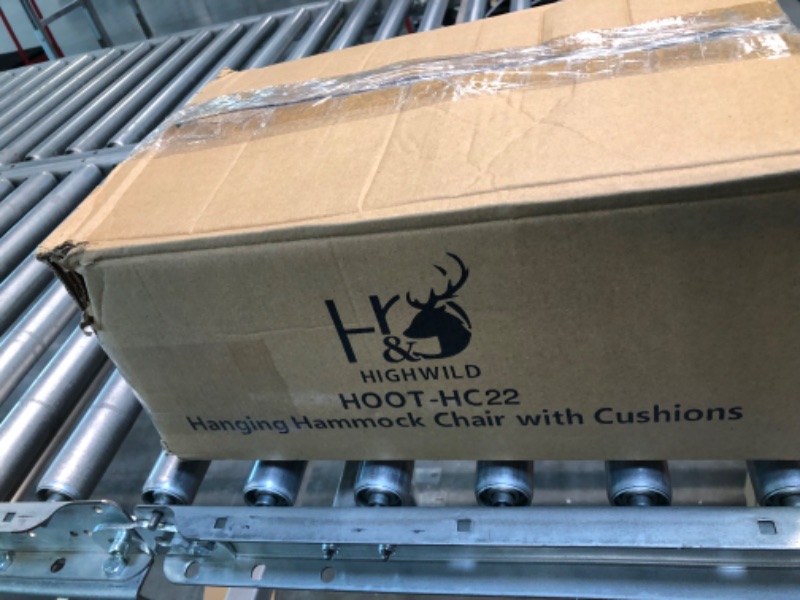 H&
HIGHWILD
HOOT-HC22
Hanging Hammock Chair with Cushions